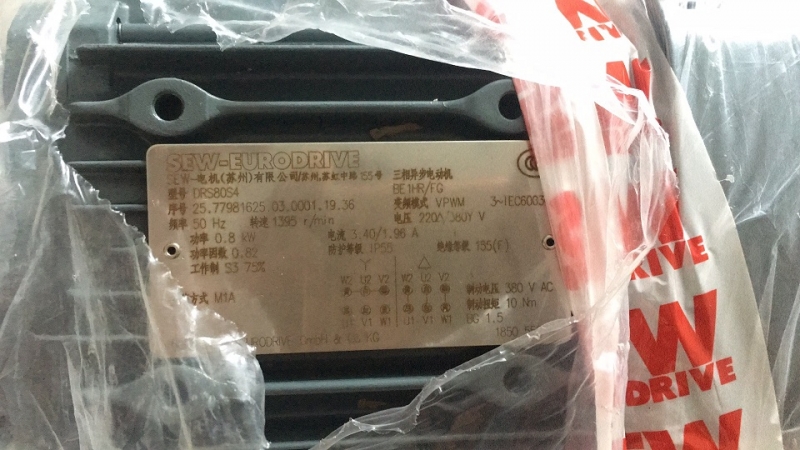 SEW-EURODRIVE
SEW-电机(苏州)有限公司/苏州,苏虹中路155号 三相异步电动机
型号 DRS80S4 BE1HR/FG
序号 25.77981625.03.0001.19.36 变频模式 VPWM 3~IEC6003
频率 50 Hz 转速 1395 r/min 电压 220 V
功率 0.8 kW 电流 3.40/1.96 A
功率因数 0.82 防护等级 IP55 绝缘等级 155(F)
工作制 S3 75%
W2 U2 V2 W2 U2 V2 制动电压 380 V AC
方式 M1A 制动扭矩 10 Nm
U1 V1 W1 U1 V1 W1 BG 1.5
EURODRIVE GmbH & Co KG 1850
EURODRIVE
W
DRIVE
EW